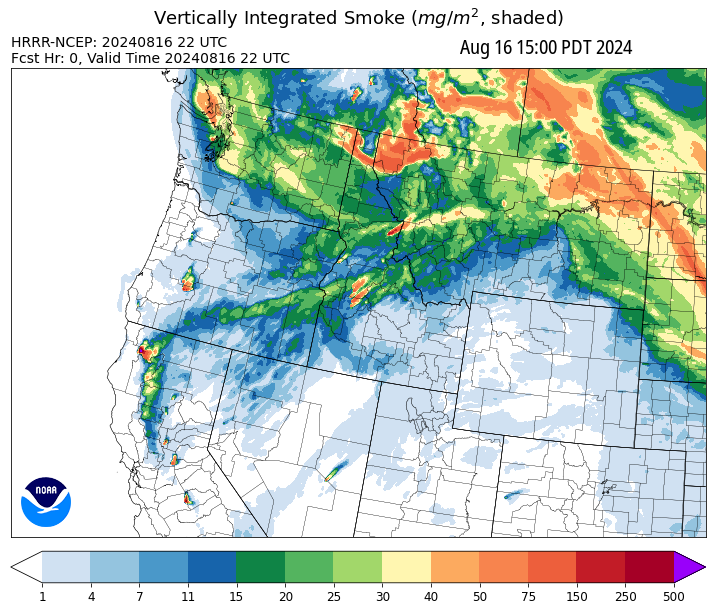 Vertically Integrated Smoke (mg/m², shaded)
HRRR-NCEP: 20240816 22 UTC
Aug 16 15:00 PDT 2024
Fcst Hr: 0, Valid Time 20240816 22 UTC
NOAA
1 4 7 11 15 20 25 30 40 50 75 150 250 500